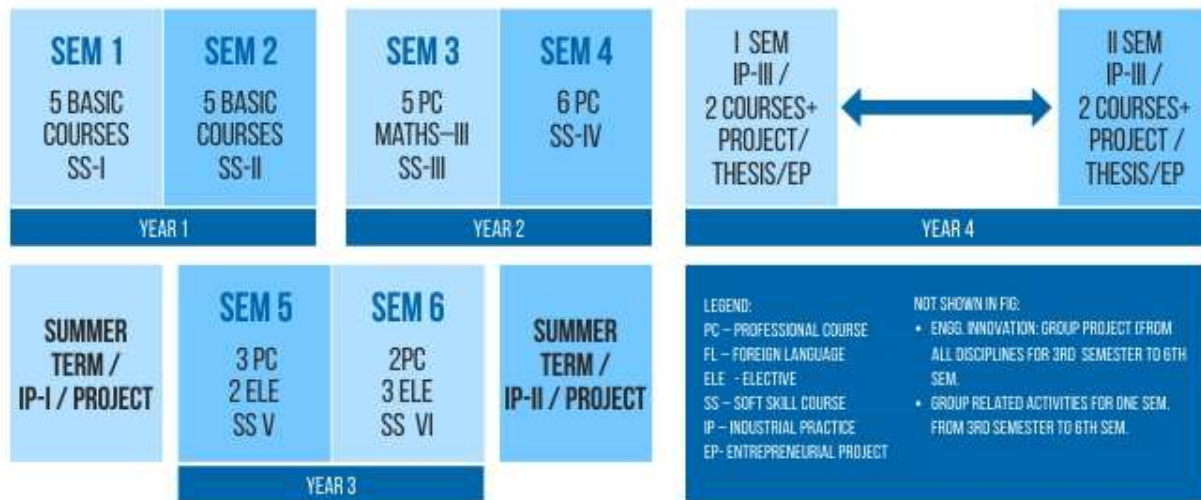 SEM 1
5 BASIC
COURSES
SS-I
SEM 2
5 BASIC
COURSES
SS-II
YEAR 1
SEM 3
5 PC
MATHS–III
SS-III
SEM 4
6 PC
SS-IV
YEAR 2
I SEM
IP-III /
2 COURSES+
PROJECT/
THESIS/EP
II SEM
IP-III /
2 COURSES+
PROJECT /
THESIS/EP
YEAR 4
SUMMER
TERM /
IP-I / PROJECT
SEM 5
3 PC
2 ELE
SS V
SEM 6
2PC
3 ELE
SS VI
YEAR 3
SUMMER
TERM /
IP-II / PROJECT
LEGEND:
PC – PROFESSIONAL COURSE
FL – FOREIGN LANGUAGE
ELE - ELECTIVE
SS – SOFT SKILL COURSE
IP – INDUSTRIAL PRACTICE
EP- ENTREPRENEURIAL PROJECT
NOT SHOWN IN FIG:
• ENGG. INNOVATION: GROUP PROJECT (FROM
ALL DISCIPLINES FOR 3RD SEMESTER TO 6TH
SEM.
• GROUP RELATED ACTIVITIES FOR ONE SEM.
FROM 3RD SEMESTER TO 6TH SEM.